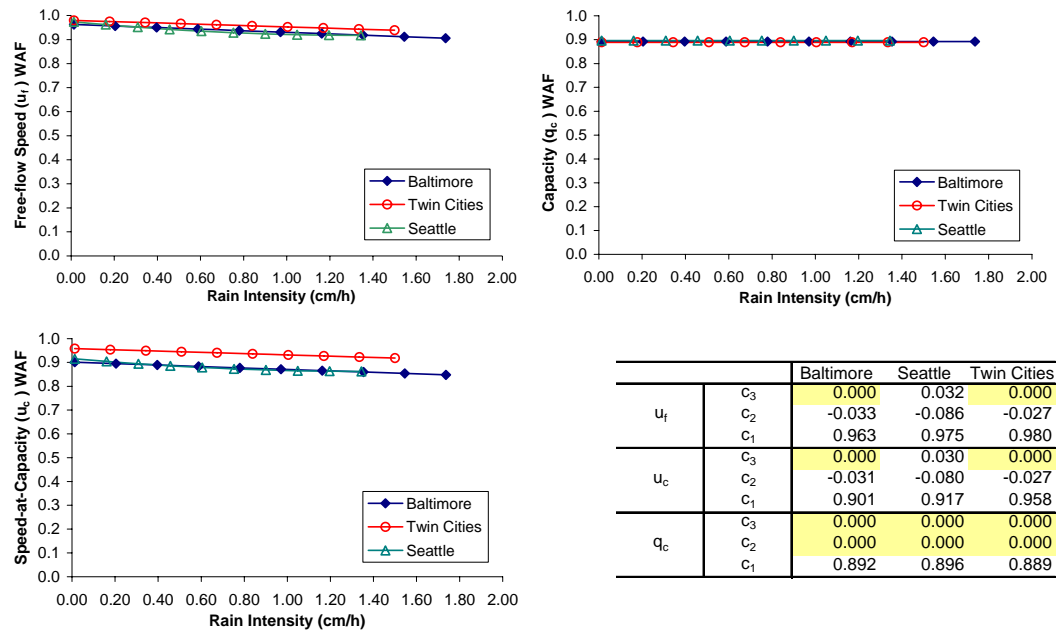 Free-flow Speed (uf) WAF
1.0
0.9
0.8
0.7
0.6
0.5
0.4
0.3
0.2
0.1
0.0
Baltimore
Twin Cities
Seattle
0.00 0.20 0.40 0.60 0.80 1.00 1.20 1.40 1.60 1.80 2.00
Rain Intensity (cm/h)
Capacity (qc) WAF
1.0
0.9
0.8
0.7
0.6
0.5
0.4
0.3
0.2
0.1
0.0
Baltimore
Twin Cities
Seattle
0.00 0.20 0.40 0.60 0.80 1.00 1.20 1.40 1.60 1.80 2.00
Rain Intensity (cm/h)
Speed-at-Capacity (uc) WAF
1.0
0.9
0.8
0.7
0.6
0.5
0.4
0.3
0.2
0.1
0.0
Baltimore
Twin Cities
Seattle
0.00 0.20 0.40 0.60 0.80 1.00 1.20 1.40 1.60 1.80 2.00
Rain Intensity (cm/h)
Baltimore Seattle Twin Cities
c3 0.000 0.032 0.000
uf c2 -0.033 -0.086 -0.027
c1 0.963 0.975 0.980
c3 0.000 0.030 0.000
uc c2 -0.031 -0.080 -0.027
c1 0.901 0.917 0.958
c3 0.000 0.000 0.000
qc c2 0.000 0.000 0.000
c1 0.892 0.896 0.889